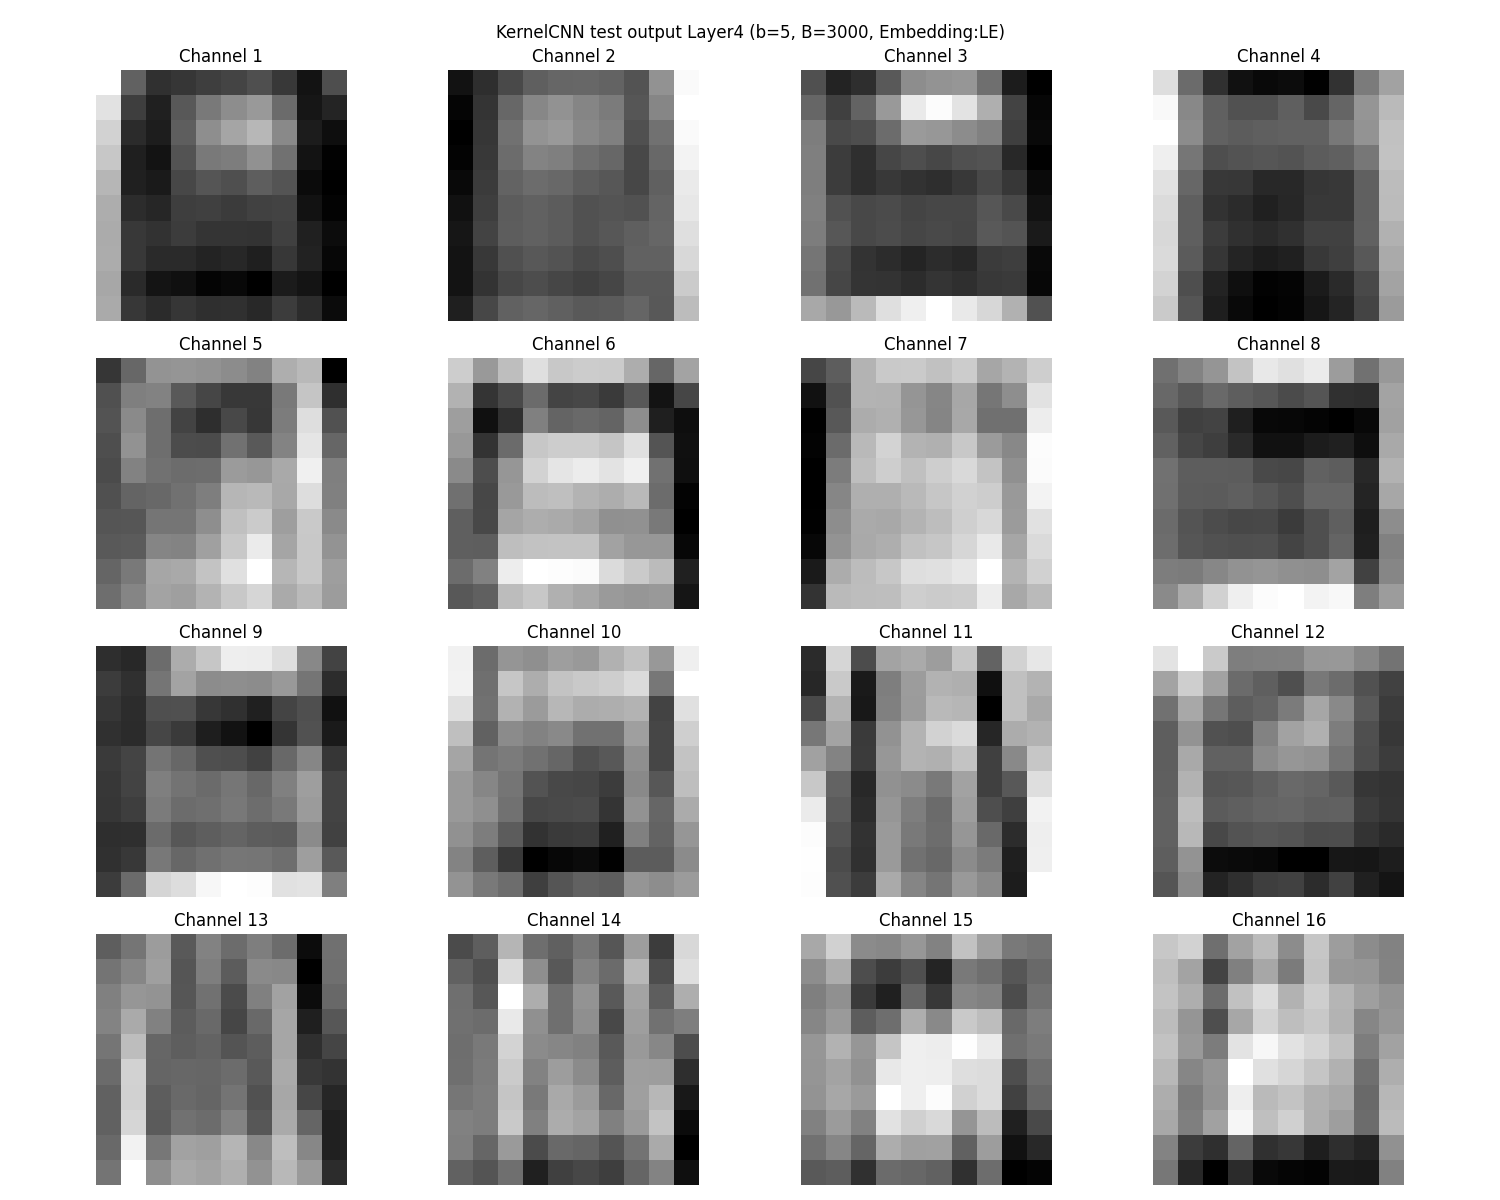 KernelCNN test output Layer4 (b=5, B=3000, Embedding:LE)
Channel 1
Channel 2
Channel 3
Channel 4
Channel 5
Channel 6
Channel 7
Channel 8
Channel 9
Channel 10
Channel 11
Channel 12
Channel 13
Channel 14
Channel 15
Channel 16